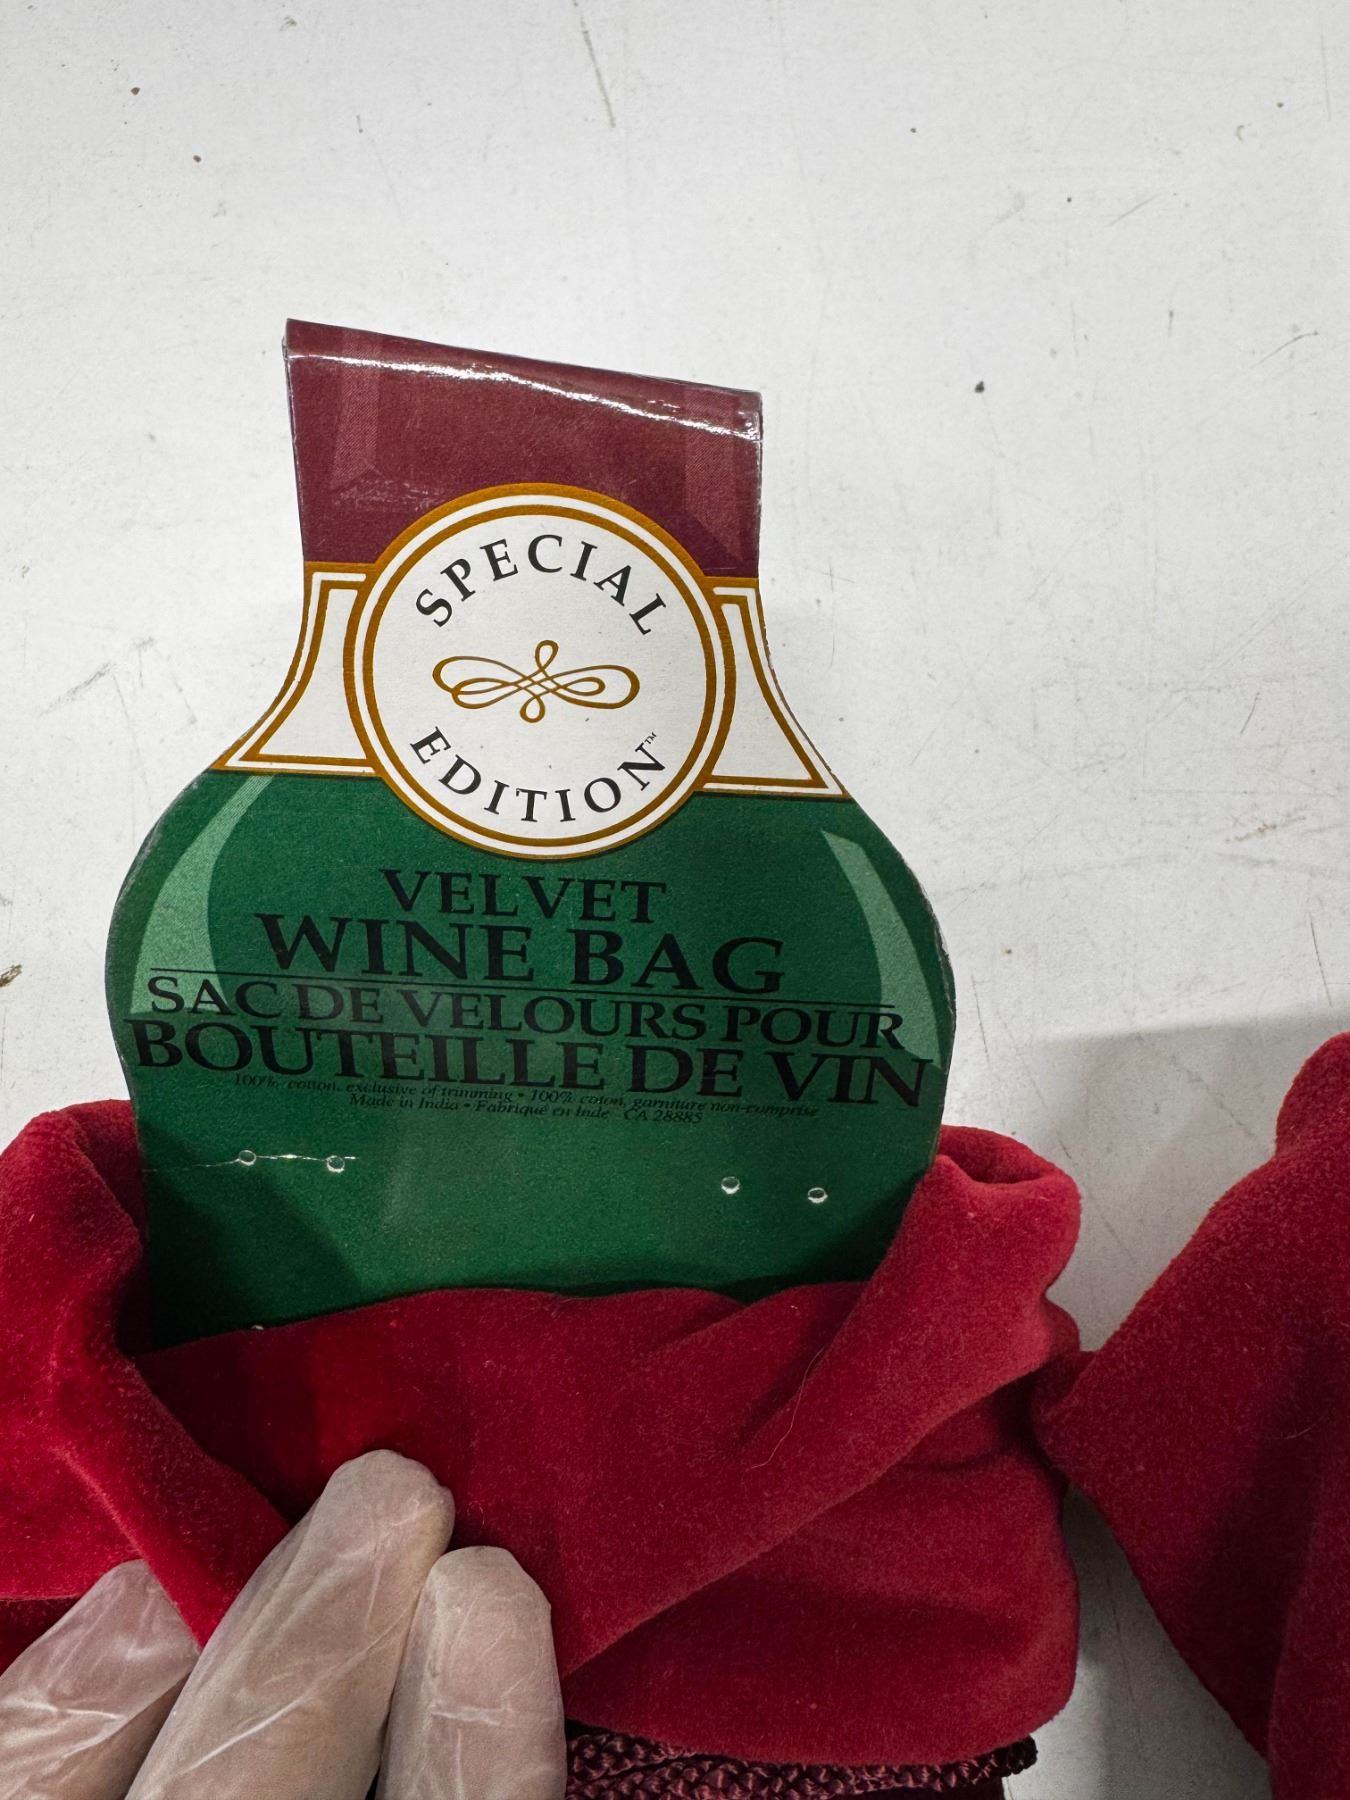 SPECIAL
EDITION™
VELVET
WINE BAG
SAC DE VELOURS POUR
BOUTEILLE DE VIN
100% cotton, exclusive of trimming • 100% coton, garniture non-comprise
Made in India • Fabriqué en Inde CA 28885